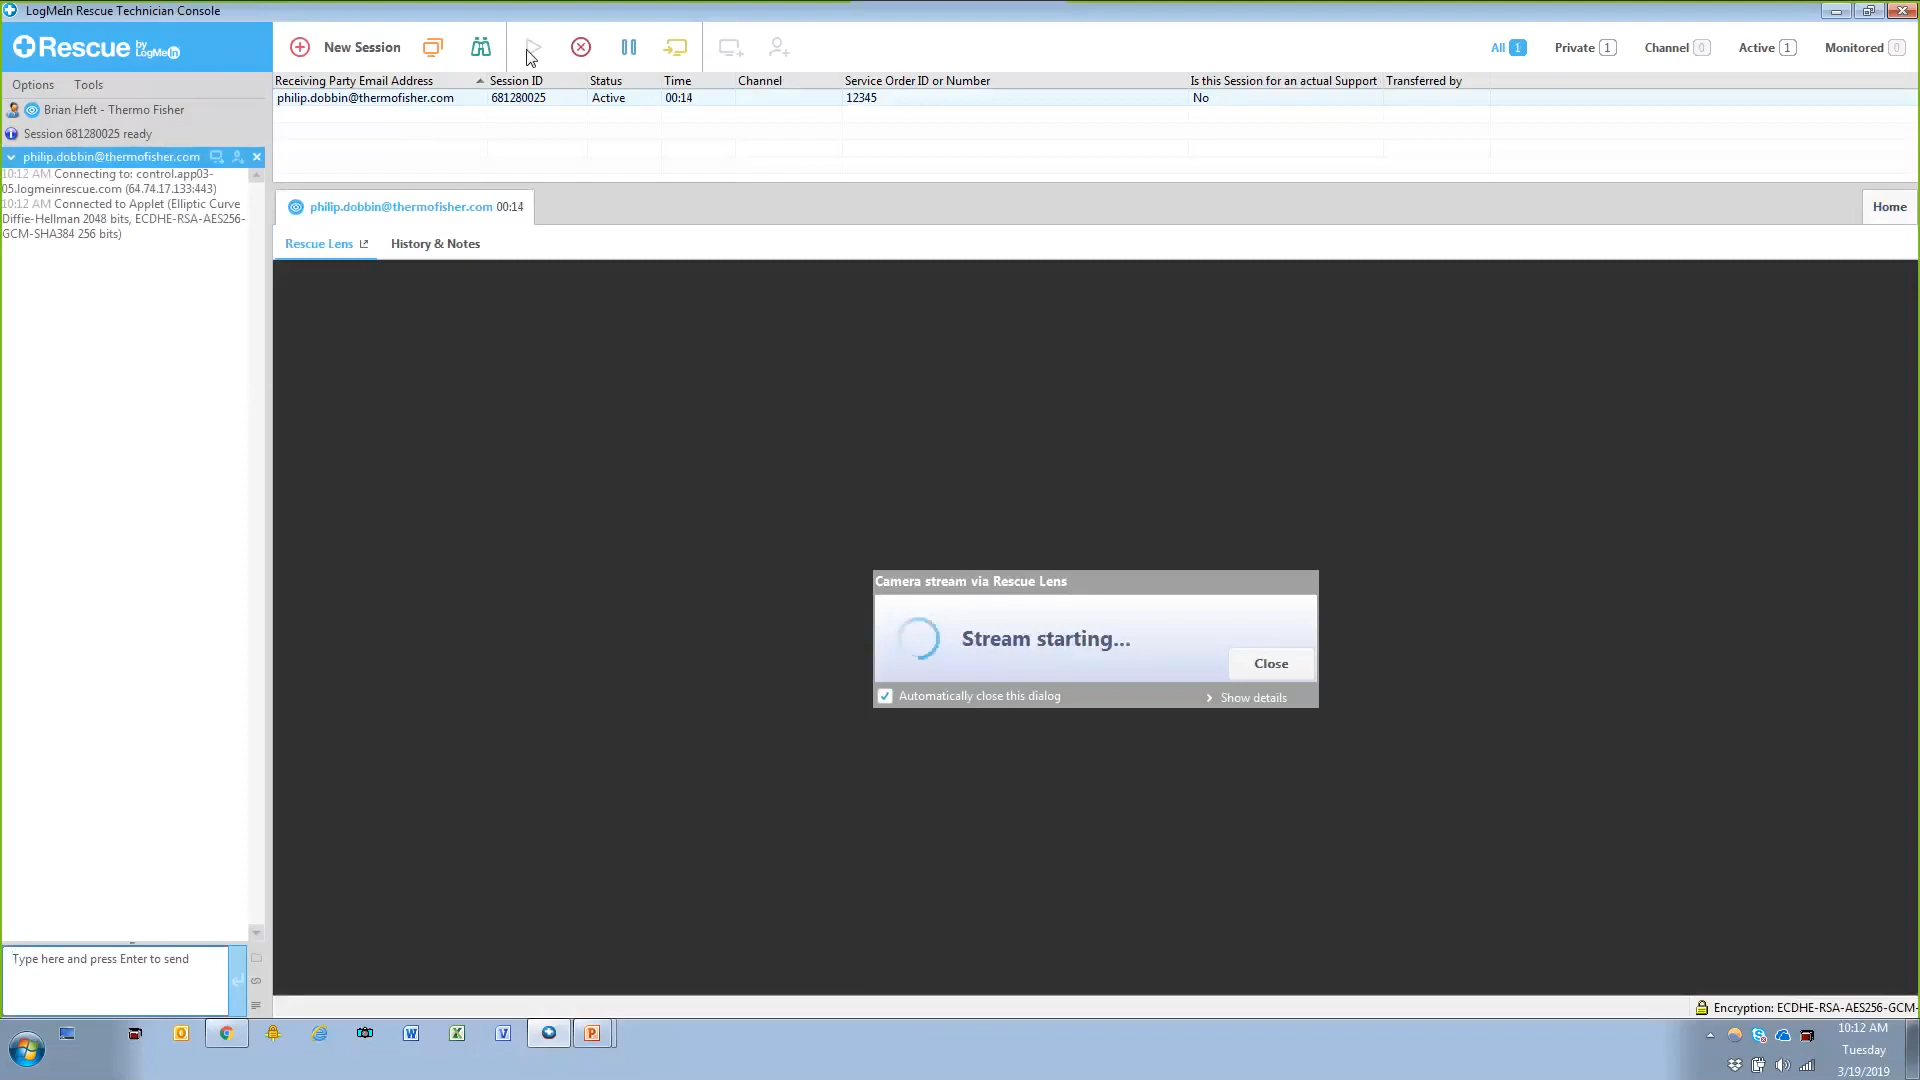 LogMeIn Rescue Technician Console
Rescue by LogMeIn
New Session
All 1
Private 1
Channel 0
Active 1
Monitored 0
Options
Tools
Receiving Party Email Address
Session ID
Status
Time
Channel
Service Order ID or Number
Is this Session for an actual Support
Transferred by
philip.dobbin@thermofisher.com
681280025
Active
00:14
12345
No
Brian Heft - Thermo Fisher
Session 681280025 ready
philip.dobbin@thermofisher.com
10:12 AM Connecting to: control.app03-
05.logmeinrescue.com (64.74.17.133:443)
10:12 AM Connected to Applet (Elliptic Curve
Diffie-Hellman 2048 bits, ECDHE-RSA-AES256-
GCM-SHA384 256 bits)
philip.dobbin@thermofisher.com 00:14
Home
Rescue Lens
History & Notes
Camera stream via Rescue Lens
Stream starting...
Close
Automatically close this dialog
Show details
Type here and press Enter to send
Encryption: ECDHE-RSA-AES256-GCM-
10:12 AM
Tuesday
3/19/2019